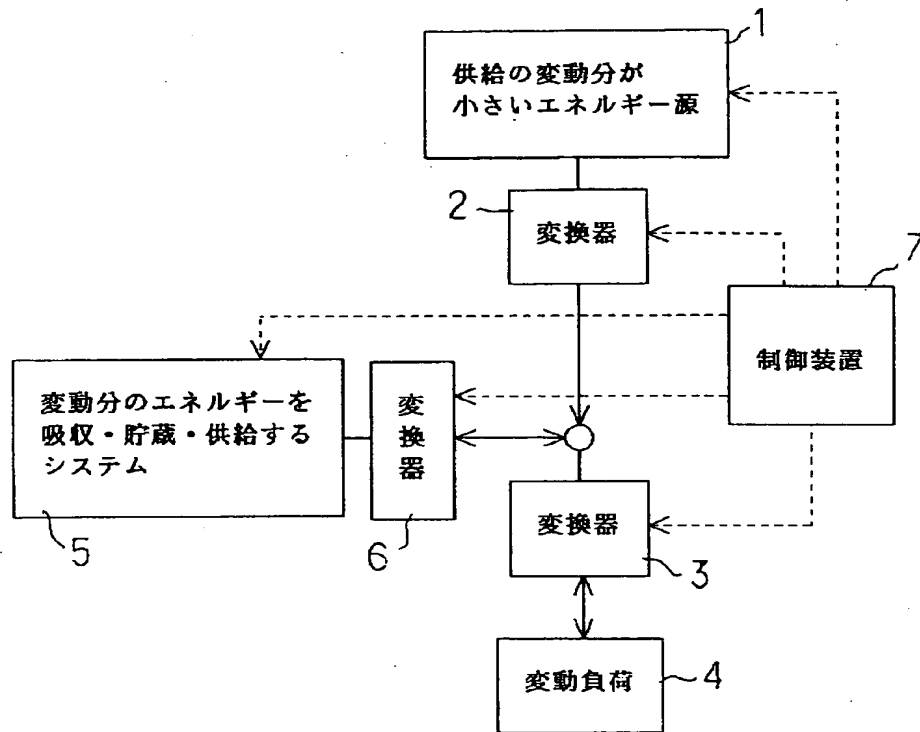 1
供給の変動分が
小さいエネルギー源
2
変換器
7
制御装置
変動分のエネルギーを
吸収・貯蔵・供給する
システム
5
変
換
器
6
変換器
3
変動負荷
4